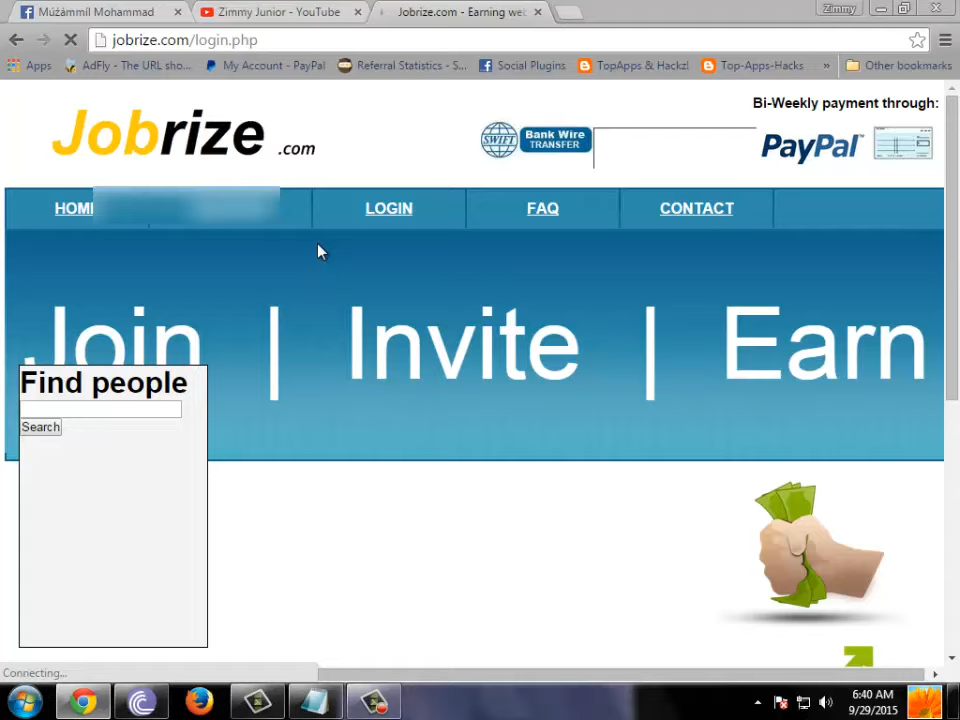 Múzámmíl Mohammad
Zimmy Junior - YouTube
Jobrize.com - Earning we
Zimmy
jobrize.com/login.php
Apps
AdFly - The URL sho...
My Account - PayPal
Referral Statistics - S...
Social Plugins
TopApps & Hackz!
Top-Apps-Hacks
»
Other bookmarks
Bi-Weekly payment through:
Jobrize .com
SWIFT
Bank Wire
TRANSFER
PayPal™
LOGIN
FAQ
CONTACT
Join | Invite | Earn
Find people
Search
Connecting...
6:40 AM
9/29/2015